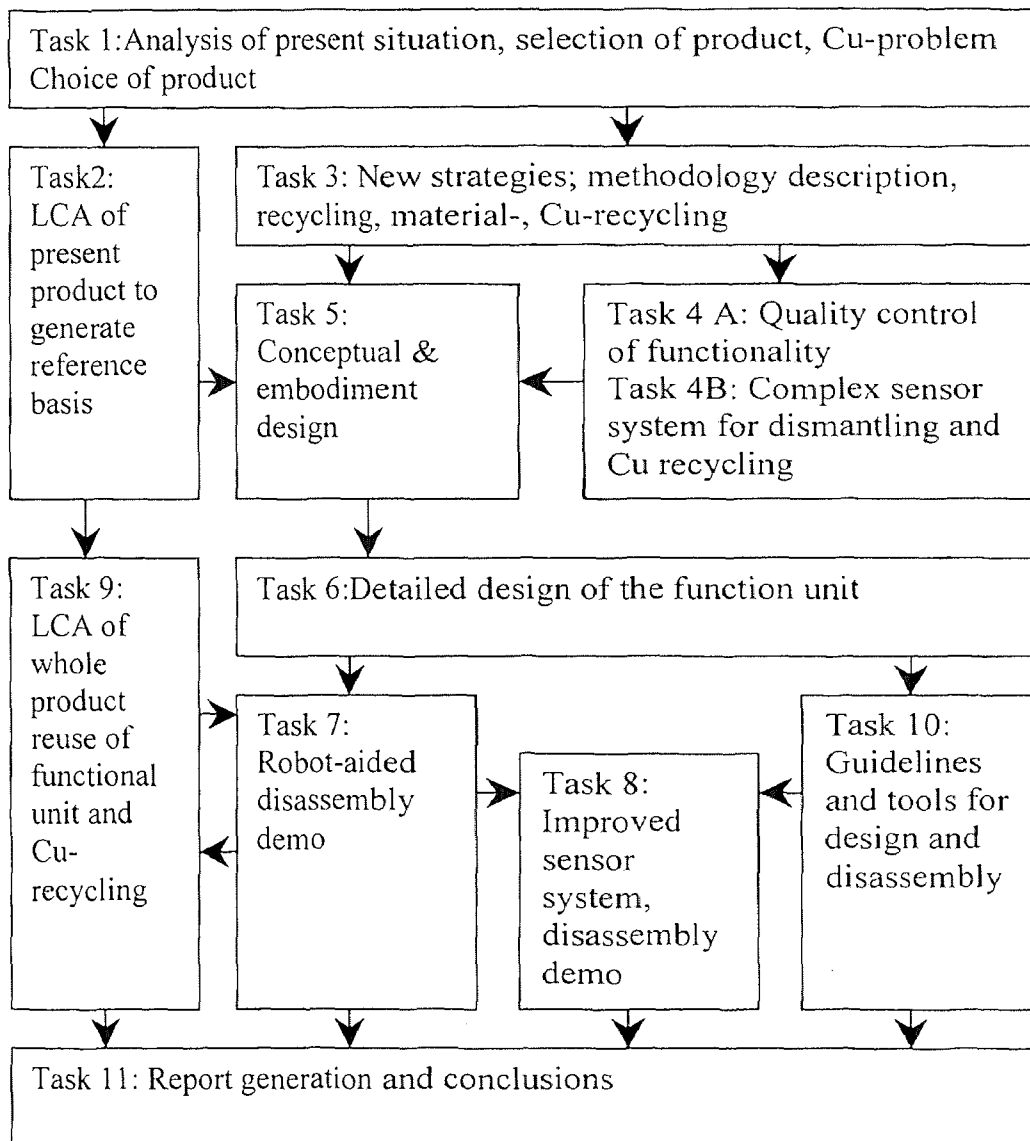 Task 1:Analysis of present situation, selection of product, Cu-problem
Choice of product
Task2:
LCA of
present
product to
generate
reference
basis
Task 3: New strategies; methodology description,
recycling, material-, Cu-recycling
Task 5:
Conceptual &
embodiment
design
Task 4 A: Quality control
of functionality
Task 4B: Complex sensor
system for dismantling and
Cu recycling
Task 9:
LCA of
whole
product
reuse of
functional
unit and
Cu-
recycling
Task 6:Detailed design of the function unit
Task 7:
Robot-aided
disassembly
demo
Task 8:
Improved
sensor
system,
disassembly
demo
Task 10:
Guidelines
and tools for
design and
disassembly
Task 11: Report generation and conclusions